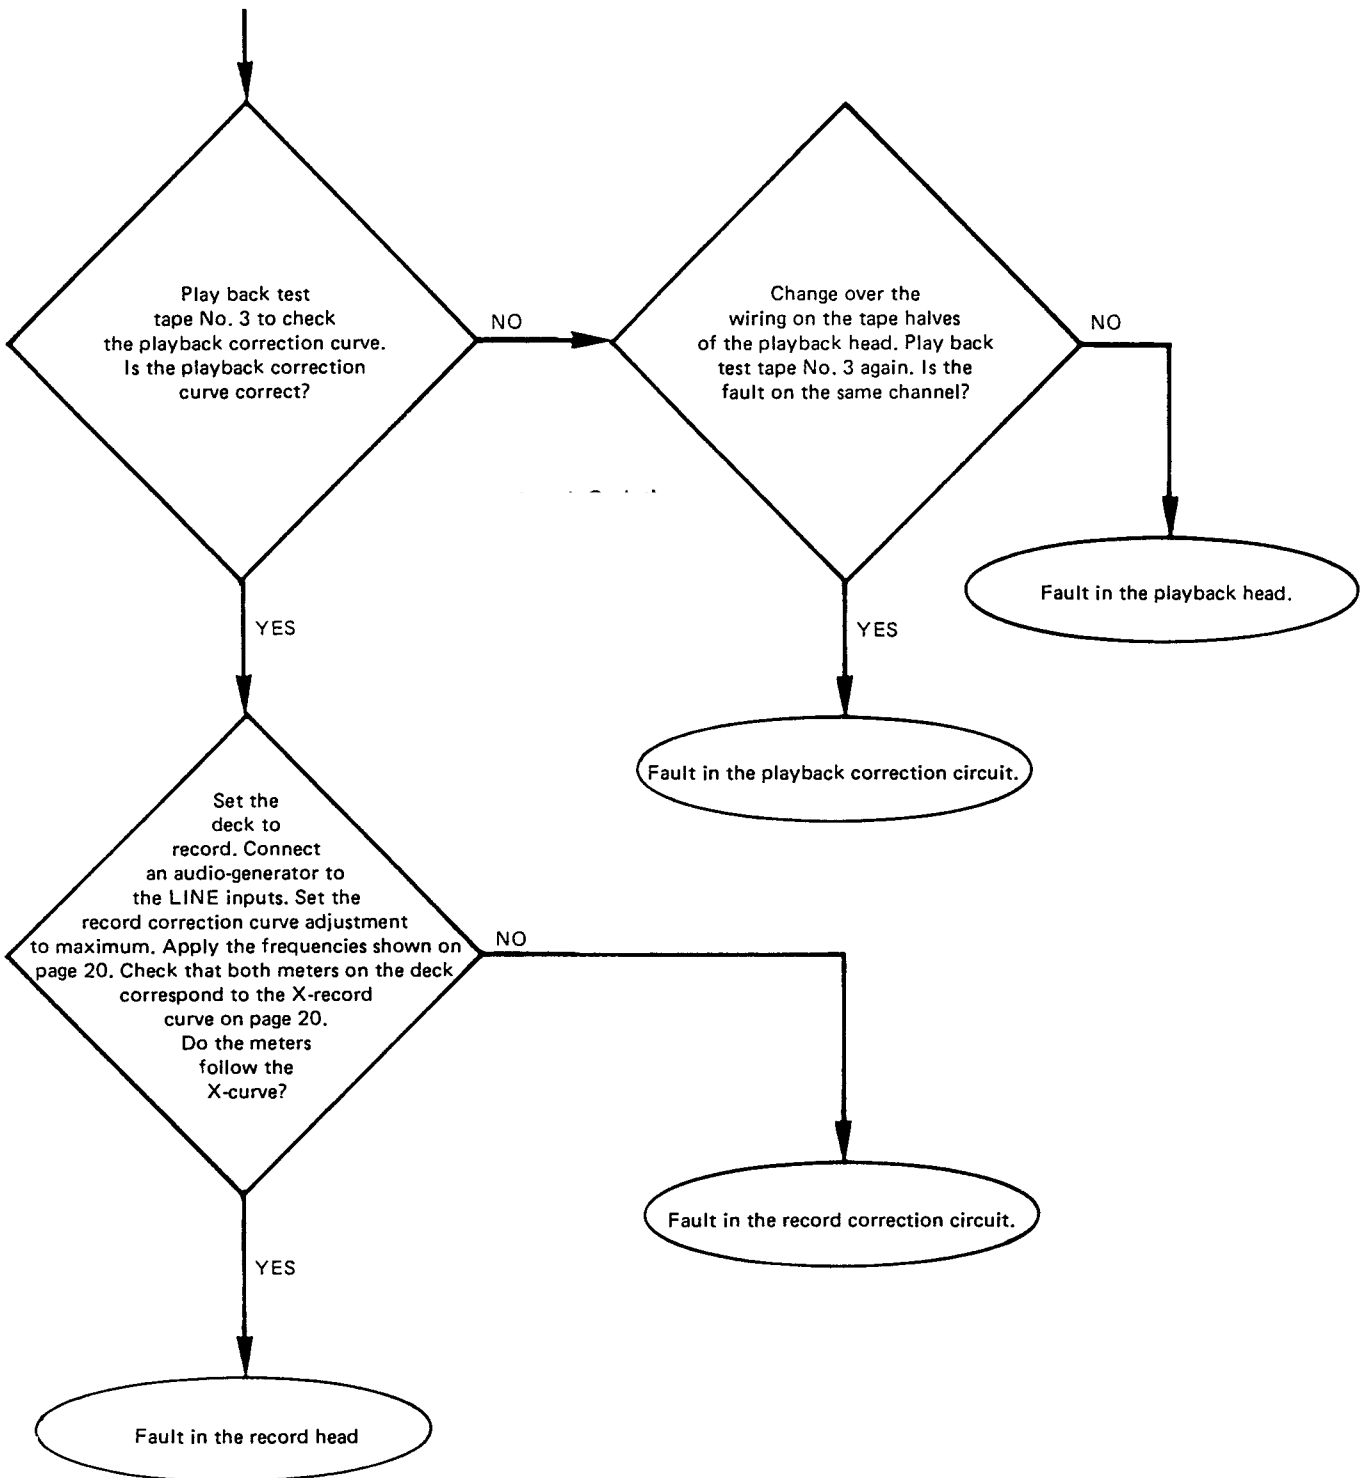 Play back test
tape No. 3 to check
the playback correction curve.
Is the playback correction
curve correct?
NO
Change over the
wiring on the tape halves
of the playback head. Play back
test tape No. 3 again. Is the
fault on the same channel?
NO
Fault in the playback head.
YES
Fault in the playback correction circuit.
YES
Set the
deck to
record. Connect
an audio-generator to
the LINE inputs. Set the
record correction curve adjustment
to maximum. Apply the frequencies shown on
page 20. Check that both meters on the deck
correspond to the X-record
curve on page 20.
Do the meters
follow the
X-curve?
NO
Fault in the record correction circuit.
YES
Fault in the record head